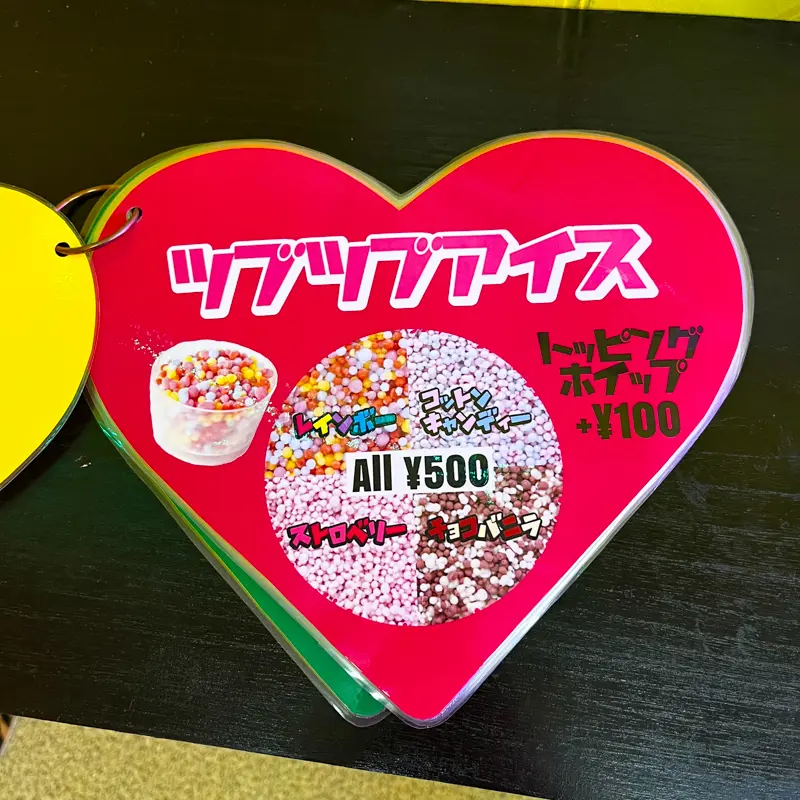 ツブツブアイス
レインボー
コットン
キャンディー
All ¥500
ストロベリー
チョコバニラ
トッピング
ホイップ
+¥100